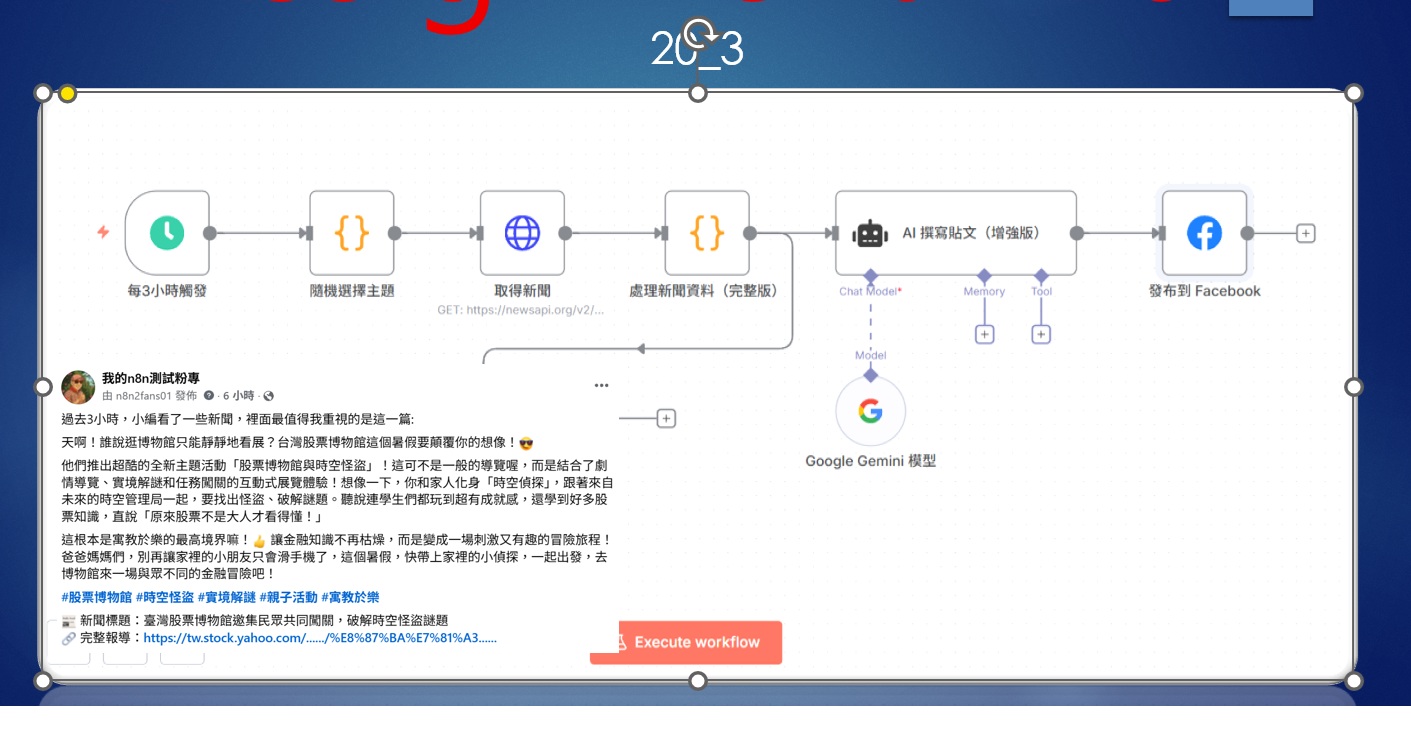 20_3
每3小時觸發
隨機選擇主題
取得新聞
GET: https://newsapi.org/v2/...
處理新聞資料（完整版）
AI 撰寫貼文（增強版）
Chat Model*
Memory
Tool
Model
Google Gemini 模型
發布到 Facebook
我的n8n測試粉專
由 n8n2fans01 發佈 · 6 小時 ·
過去3小時，小編看了一些新聞，裡面最值得我重視的是這一篇:
天啊！誰說逛博物館只能靜靜地看展？台灣股票博物館這個暑假要顛覆你的想像！😎
他們推出超酷的全新主題活動「股票博物館與時空怪盜」！這可不是一般的導覽喔，而是結合了劇
情導覽、實境解謎和任務闖關的互動式展覽體驗！想像一下，你和家人化身「時空偵探」，跟著來自
未來的時空管理局一起，要找出怪盜、破解謎題。聽說連學生們都玩到超有成就感，還學到好多股
票知識，直說「原來股票不是大人才看得懂！」
這根本是寓教於樂的最高境界嘛！👍 讓金融知識不再枯燥，而是變成一場刺激又有趣的冒險旅程！
爸爸媽媽們，別再讓家裡的小朋友只會滑手機了，這個暑假，快帶上家裡的小偵探，一起出發，去
博物館來一場與眾不同的金融冒險吧！
#股票博物館 #時空怪盜 #實境解謎 #親子活動 #寓教於樂
📰 新聞標題：臺灣股票博物館邀集民眾共同闖關，破解時空怪盜謎題
🔗 完整報導：https://tw.stock.yahoo.com/....../%E8%87%BA%E7%81%A3......
Execute workflow